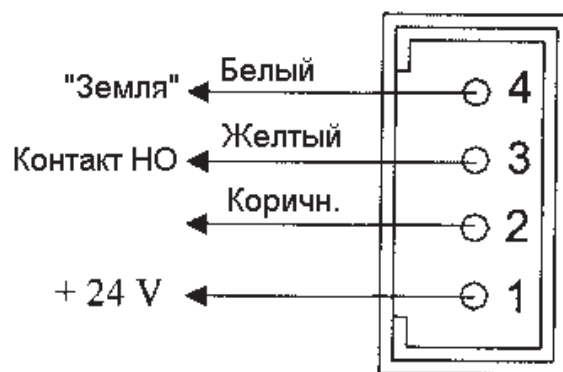 "Земля" Белый 4
Контакт НО Желтый 3
Коричн. 2
+ 24 V 1